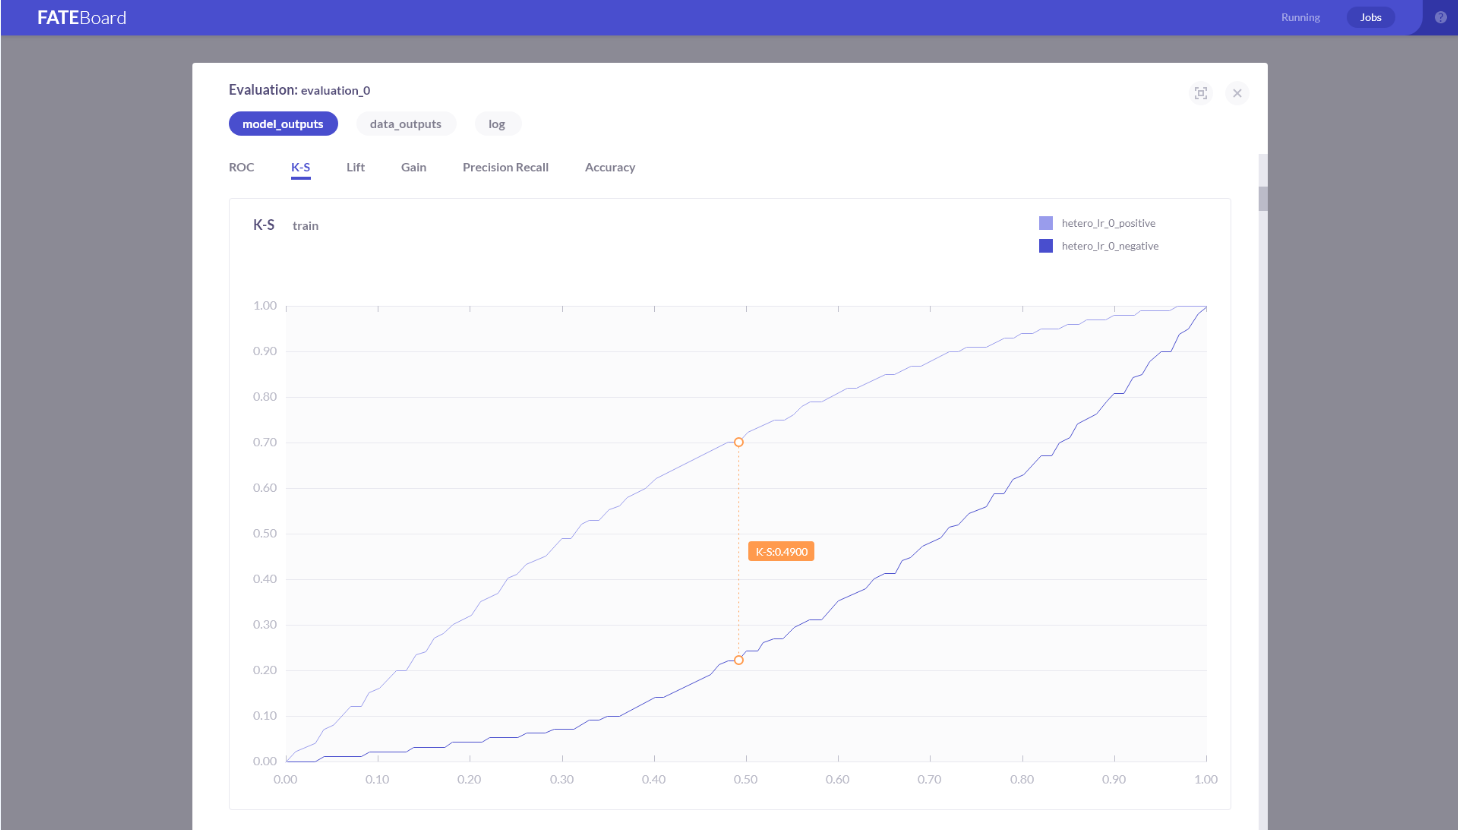 FATEBoard
Running
Jobs
?
Evaluation: evaluation_0
model_outputs
data_outputs
log
ROC
K-S
Lift
Gain
Precision Recall
Accuracy
K-S train
hetero_lr_0_positive
hetero_lr_0_negative
1.00
0.90
0.80
0.70
0.60
0.50
K-S:0.4900
0.40
0.30
0.20
0.10
0.00
0.00 0.10 0.20 0.30 0.40 0.50 0.60 0.70 0.80 0.90 1.00